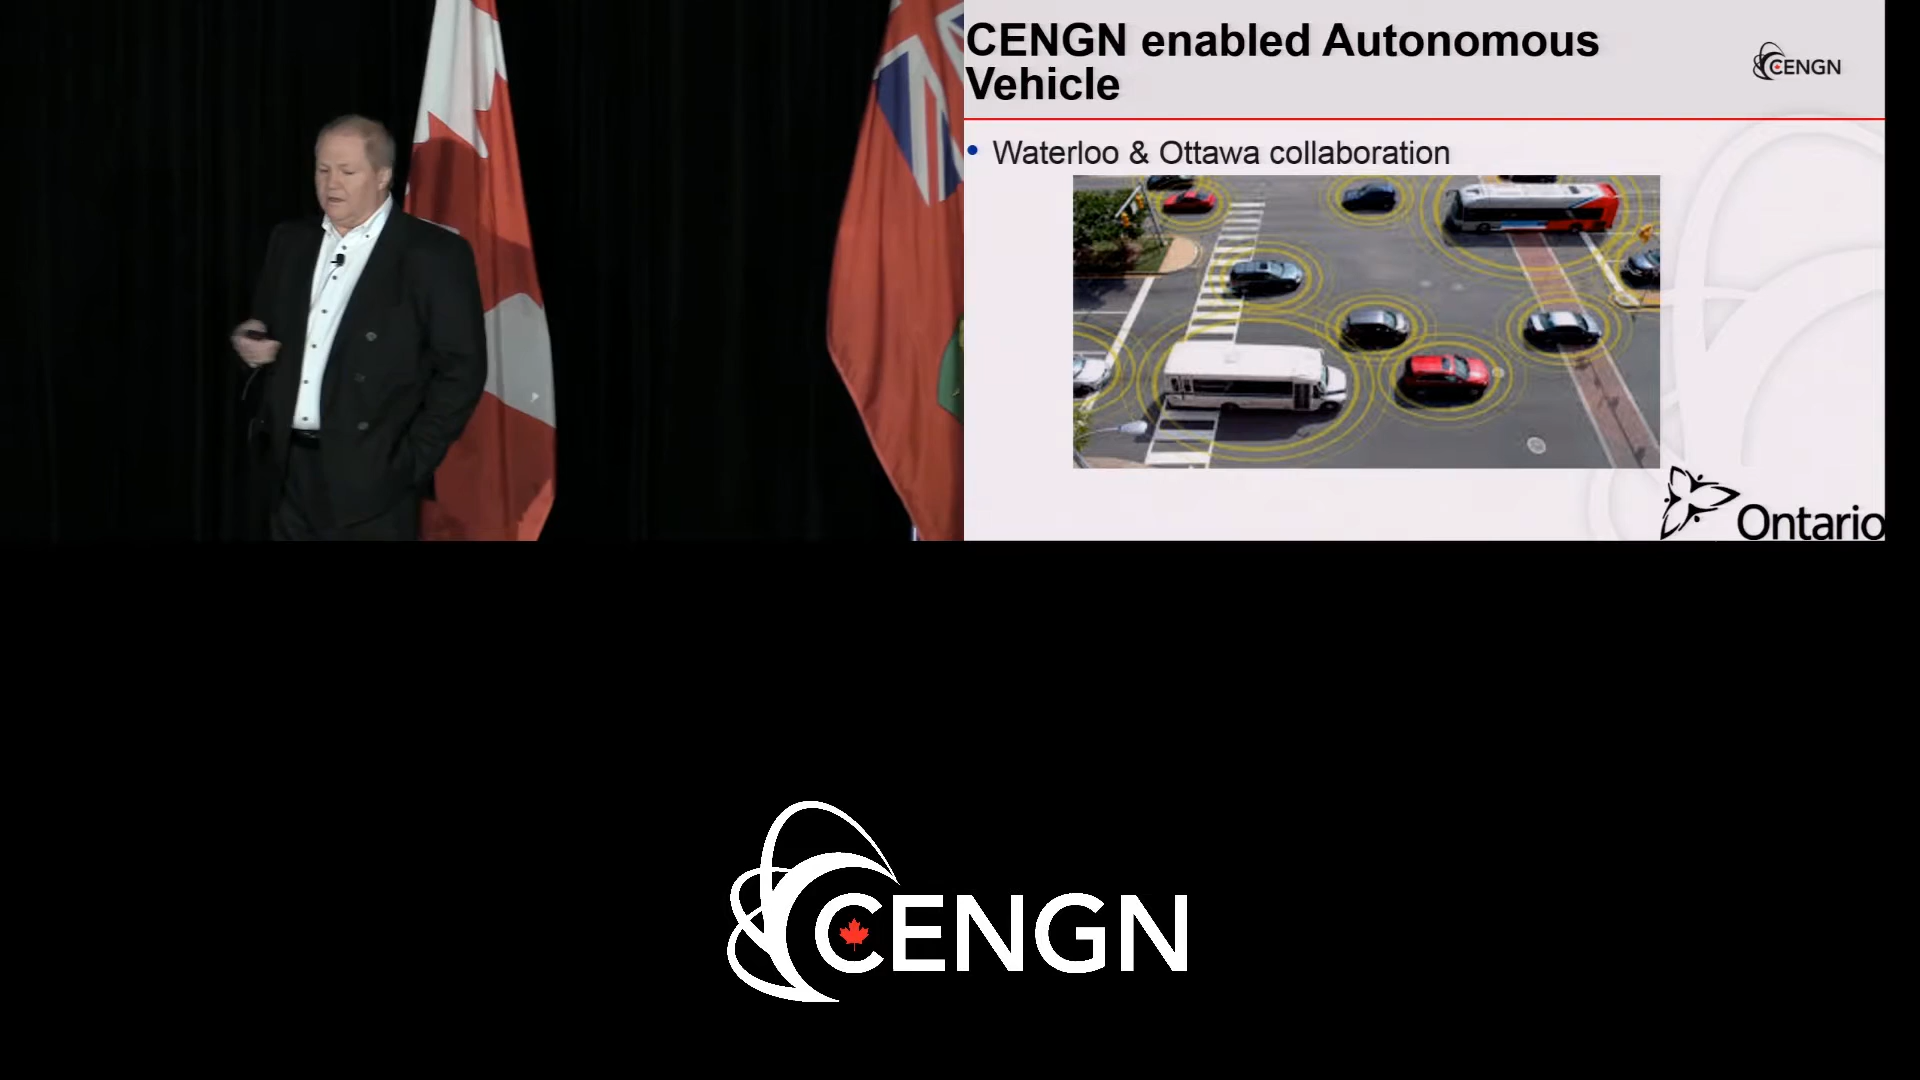 CENGN enabled Autonomous
Vehicle
CENGN
• Waterloo & Ottawa collaboration
Ontario
CENGN